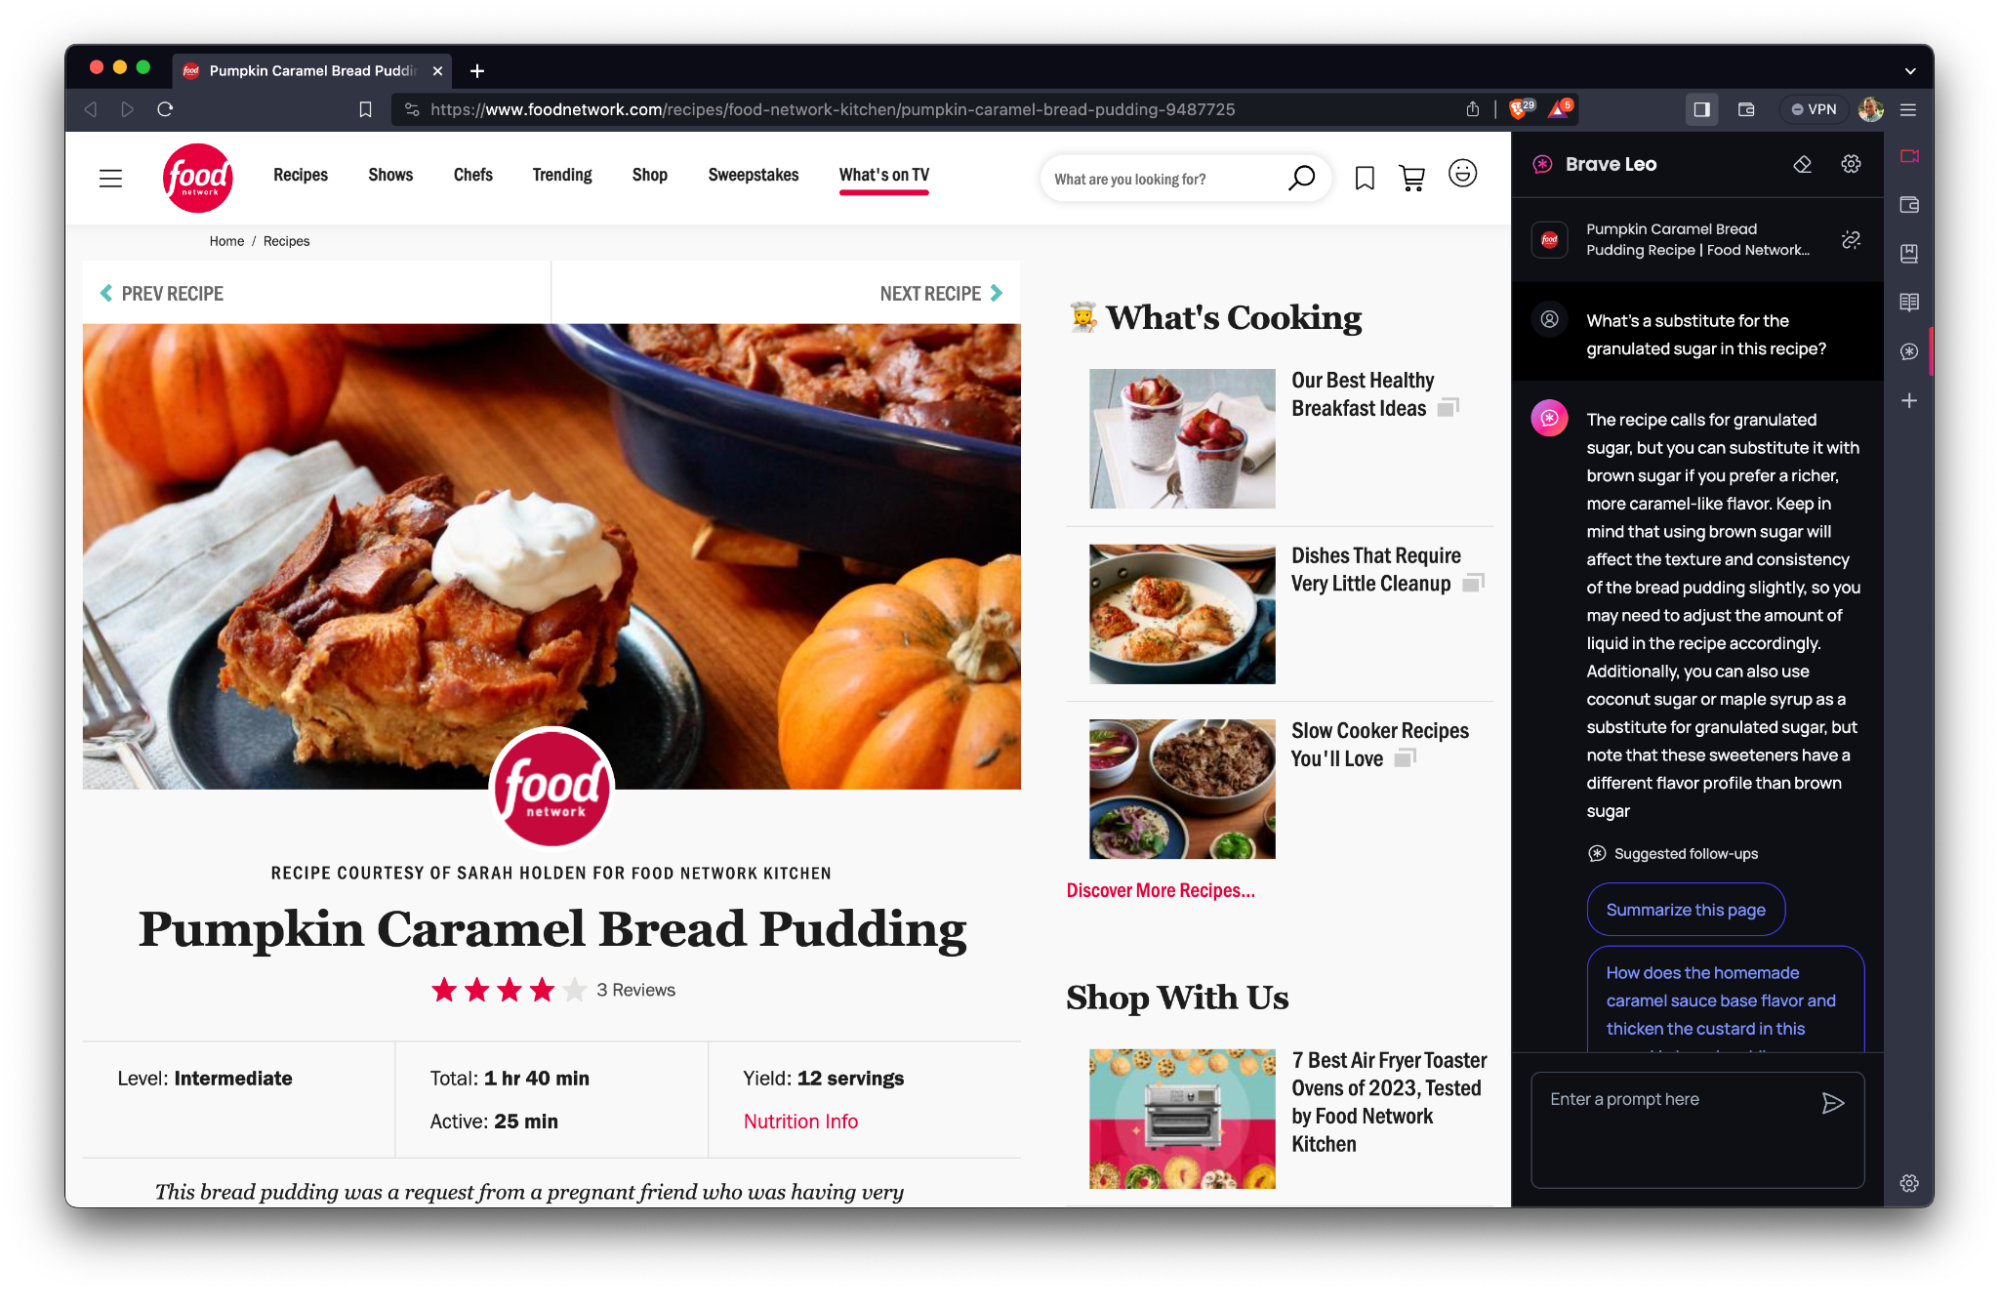 Pumpkin Caramel Bread Puddi
https://www.foodnetwork.com/recipes/food-network-kitchen/pumpkin-caramel-bread-pudding-9487725
29
5
VPN
food
network
Recipes
Shows
Chefs
Trending
Shop
Sweepstakes
What's on TV
What are you looking for?
Home / Recipes
PREV RECIPE
NEXT RECIPE
food
network
RECIPE COURTESY OF SARAH HOLDEN FOR FOOD NETWORK KITCHEN
Pumpkin Caramel Bread Pudding
3 Reviews
Level: Intermediate
Total: 1 hr 40 min
Active: 25 min
Yield: 12 servings
Nutrition Info
This bread pudding was a request from a pregnant friend who was having very
What's Cooking
Our Best Healthy
Breakfast Ideas
Dishes That Require
Very Little Cleanup
Slow Cooker Recipes
You'll Love
Discover More Recipes...
Shop With Us
7 Best Air Fryer Toaster
Ovens of 2023, Tested
by Food Network
Kitchen
Brave Leo
food
Pumpkin Caramel Bread
Pudding Recipe | Food Network...
What's a substitute for the
granulated sugar in this recipe?
The recipe calls for granulated
sugar, but you can substitute it with
brown sugar if you prefer a richer,
more caramel-like flavor. Keep in
mind that using brown sugar will
affect the texture and consistency
of the bread pudding slightly, so you
may need to adjust the amount of
liquid in the recipe accordingly.
Additionally, you can also use
coconut sugar or maple syrup as a
substitute for granulated sugar, but
note that these sweeteners have a
different flavor profile than brown
sugar
Suggested follow-ups
Summarize this page
How does the homemade
caramel sauce base flavor and
thicken the custard in this
Enter a prompt here